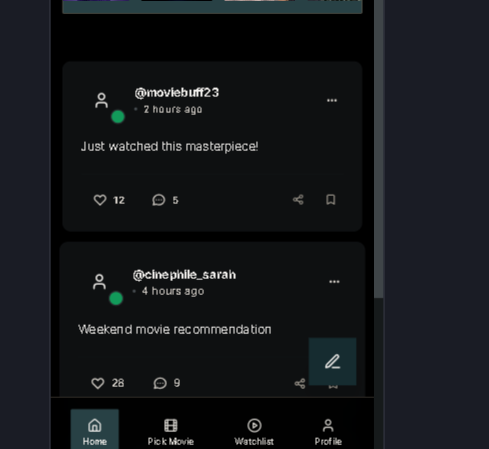 @moviebuff23
• 2 hours ago
Just watched this masterpiece!
12 5
@cinephile_sarah
• 4 hours ago
Weekend movie recommendation
28 9
Home Pick Movie Watchlist Profile